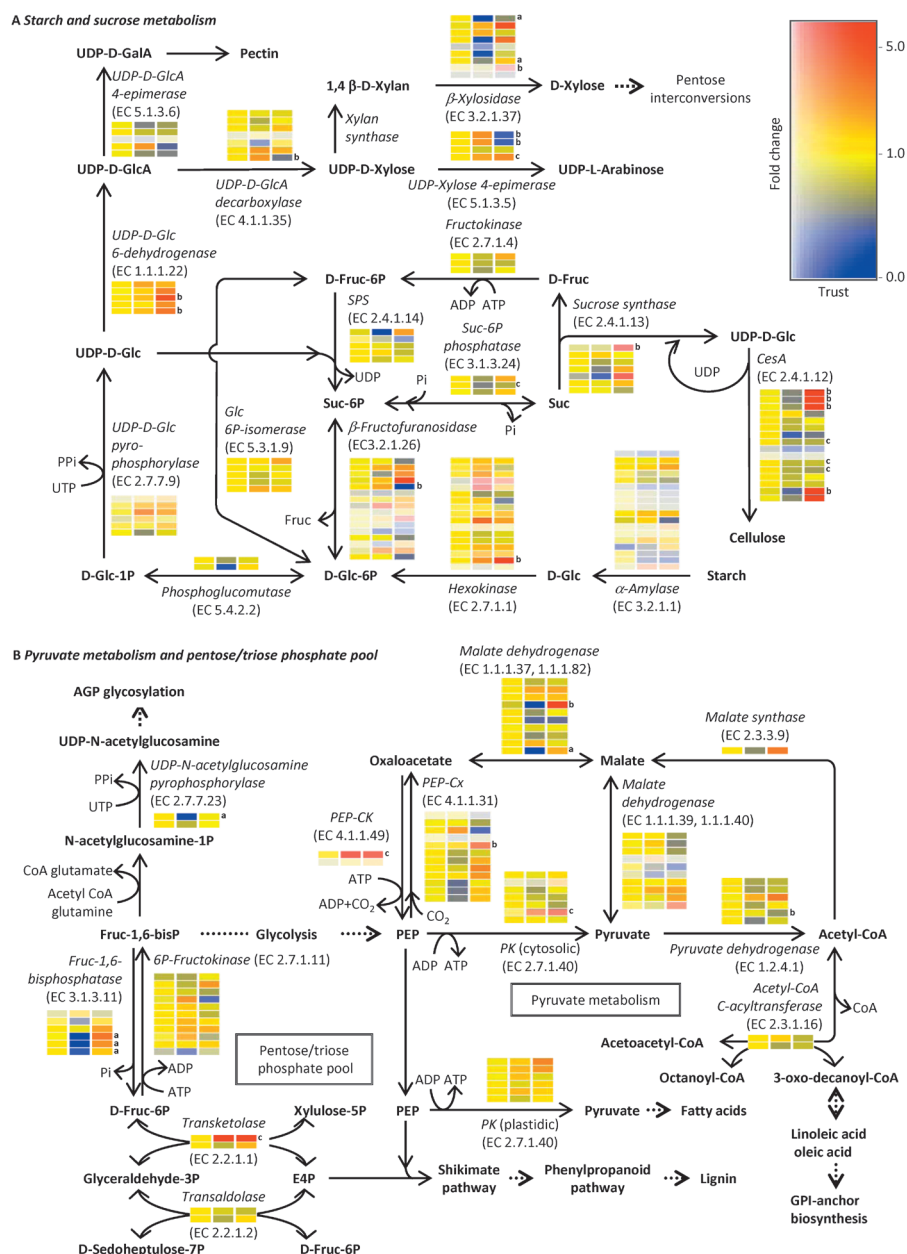 A Starch and sucrose metabolism
UDP-D-GalA
Pectin
UDP-D-GlcA
4-epimerase
(EC 5.1.3.6)
1,4 β-D-Xylan
a
a
b
β-Xylosidase
(EC 3.2.1.37)
D-Xylose
Pentose
interconversions
Xylan
synthase
UDP-D-GlcA
b
UDP-D-GlcA
decarboxylase
(EC 4.1.1.35)
UDP-D-Xylose
b
b
c
UDP-Xylose 4-epimerase
(EC 5.1.3.5)
UDP-L-Arabinose
5.0
1.0
0.0
Fold change
Trust
UDP-D-Glc
6-dehydrogenase
(EC 1.1.1.22)
b
b
Fructokinase
(EC 2.7.1.4)
D-Fruc-6P
ADP
ATP
D-Fruc
SPS
(EC 2.4.1.14)
Suc-6P
phosphatase
(EC 3.1.3.24)
c
Sucrose synthase
(EC 2.4.1.13)
b
UDP-D-Glc
UDP-D-Glc
UDP
UDP
CesA
(EC 2.4.1.12)
b
b
b
c
c
c
b
Suc-6P
Pi
Pi
Suc
UDP-D-Glc
pyro-
phosphorylase
(EC 2.7.7.9)
PPi
UTP
Glc
6P-isomerase
(EC 5.3.1.9)
β-Fructofuranosidase
(EC3.2.1.26)
b
Fruc
Cellulose
D-Glc-1P
Phosphoglucomutase
(EC 5.4.2.2)
D-Glc-6P
b
Hexokinase
(EC 2.7.1.1)
D-Glc
α-Amylase
(EC 3.2.1.1)
Starch
B Pyruvate metabolism and pentose/triose phosphate pool
AGP glycosylation
UDP-N-acetylglucosamine
UDP-N-acetylglucosamine
pyrophosphorylase
(EC 2.7.7.23)
a
PPi
UTP
N-acetylglucosamine-1P
CoA glutamate
Acetyl CoA
glutamine
Malate dehydrogenase
(EC 1.1.1.37, 1.1.1.82)
b
a
Malate synthase
(EC 2.3.3.9)
Oxaloacetate
Malate
PEP-Cx
(EC 4.1.1.31)
b
PEP-CK
(EC 4.1.1.49)
c
ATP
ADP+CO2
CO2
Malate
dehydrogenase
(EC 1.1.1.39, 1.1.1.40)
Fruc-1,6-bisP
Glycolysis
PEP
ADP
ATP
c
PK (cytosolic)
(EC 2.7.1.40)
Pyruvate
b
Pyruvate dehydrogenase
(EC 1.2.4.1)
Acetyl-CoA
Fruc-1,6-
bisphosphatase
(EC 3.1.3.11)
a
a
a
6P-Fructokinase (EC 2.7.1.11)
Pi
ADP
ATP
Pentose/triose
phosphate pool
Pyruvate metabolism
Acetyl-CoA
C-acyltransferase
(EC 2.3.1.16)
CoA
Acetoacetyl-CoA
Octanoyl-CoA
3-oxo-decanoyl-CoA
D-Fruc-6P
Xylulose-5P
Transketolase
c
(EC 2.2.1.1)
PEP
ADP
ATP
PK (plastidic)
(EC 2.7.1.40)
Pyruvate
Fatty acids
Linoleic acid
oleic acid
Glyceraldehyde-3P
E4P
Shikimate
pathway
Phenylpropanoid
pathway
Lignin
GPI-anchor
biosynthesis
Transaldolase
(EC 2.2.1.2)
D-Sedoheptulose-7P
D-Fruc-6P